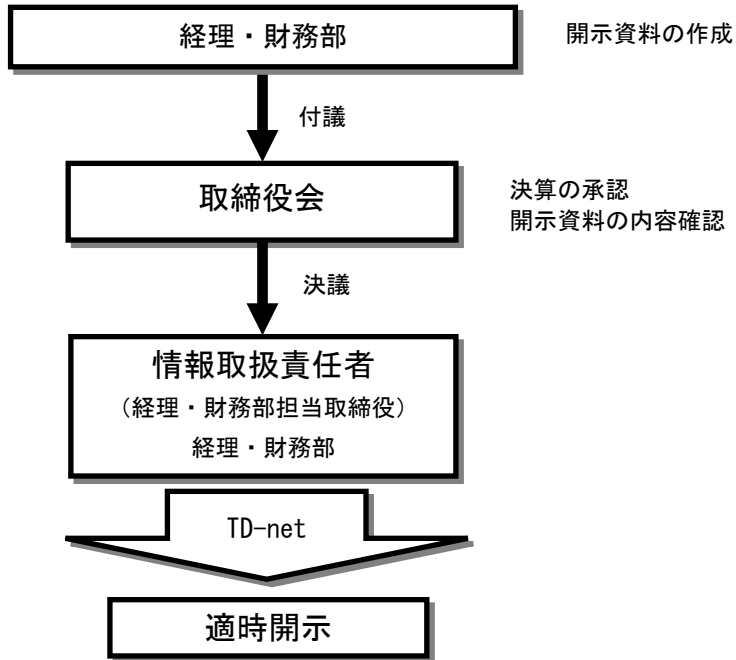 経理・財務部
開示資料の作成
付議
取締役会
決算の承認
開示資料の内容確認
決議
情報取扱責任者
（経理・財務部担当取締役）
経理・財務部
TD-net
適時開示